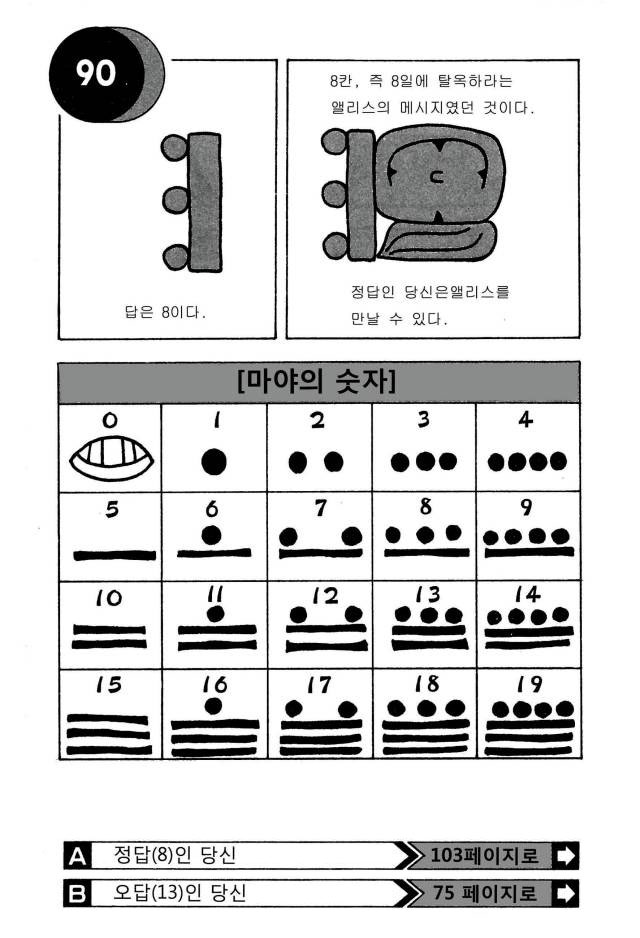 90
답은 8이다.
8칸, 즉 8일에 탈옥하라는
앨리스의 메시지였던 것이다.
정답인 당신은앨리스를
만날 수 있다.
[마야의 숫자]
0 1 2 3 4
5 6 7 8 9
10 11 12 13 14
15 16 17 18 19
A 정답(8)인 당신 103페이지로
B 오답(13)인 당신 75 페이지로